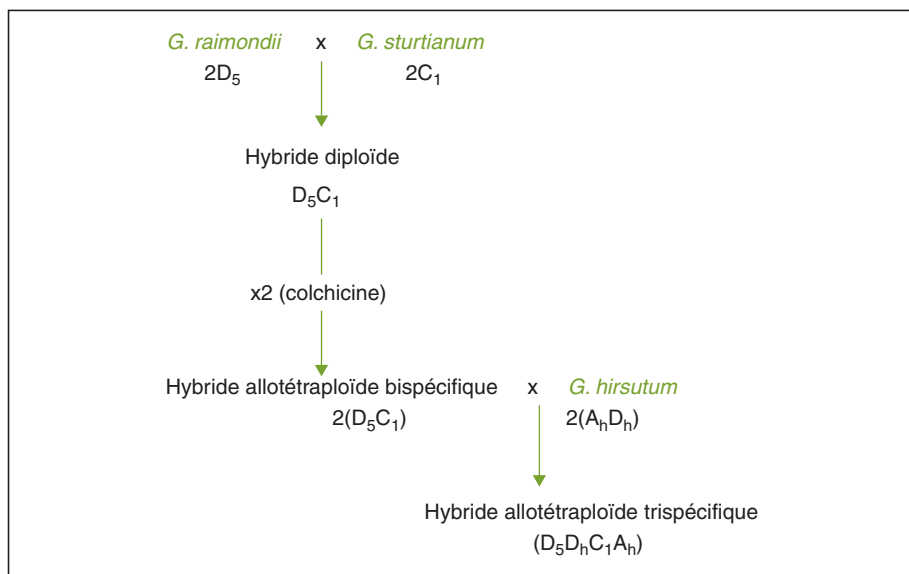 G. raimondii x G. sturtianum
2D₅ 2C₁
Hybride diploïde
D₅C₁
x2 (colchicine)
Hybride allotétraploïde bispécifique x G. hirsutum
2(D₅C₁) 2(AₕDₕ)
Hybride allotétraploïde trispécifique
(D₅DₕC₁Aₕ)